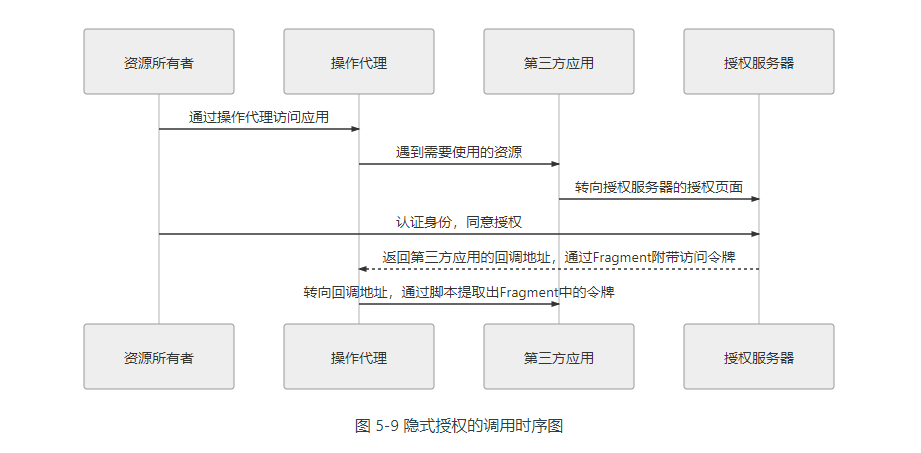 资源所有者
操作代理
第三方应用
授权服务器
通过操作代理访问应用
遇到需要使用的资源
转向授权服务器的授权页面
认证身份，同意授权
返回第三方应用的回调地址，通过Fragment附带访问令牌
转向回调地址，通过脚本提取出Fragment中的令牌
资源所有者
操作代理
第三方应用
授权服务器
图 5-9 隐式授权的调用时序图